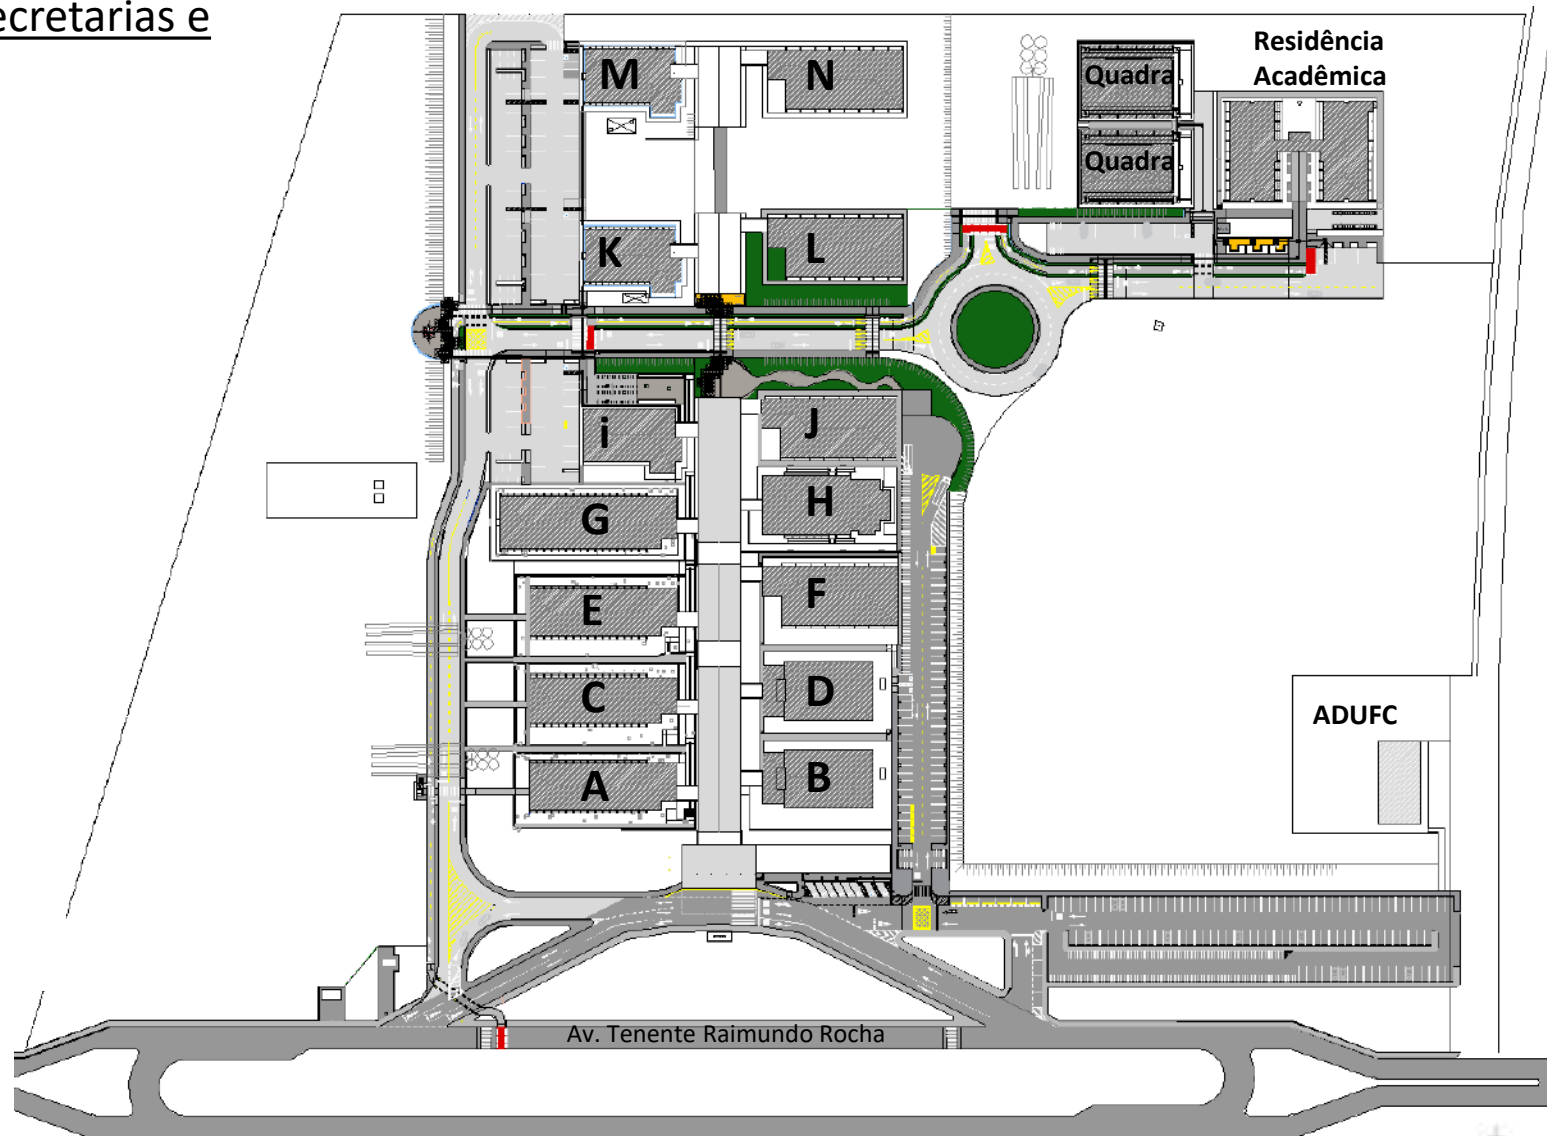 ecretarias e
M
N
Residência
Acadêmica
Quadra
Quadra
K
L
i
J
G
H
E
F
C
D
A
B
ADUFC
Av. Tenente Raimundo Rocha